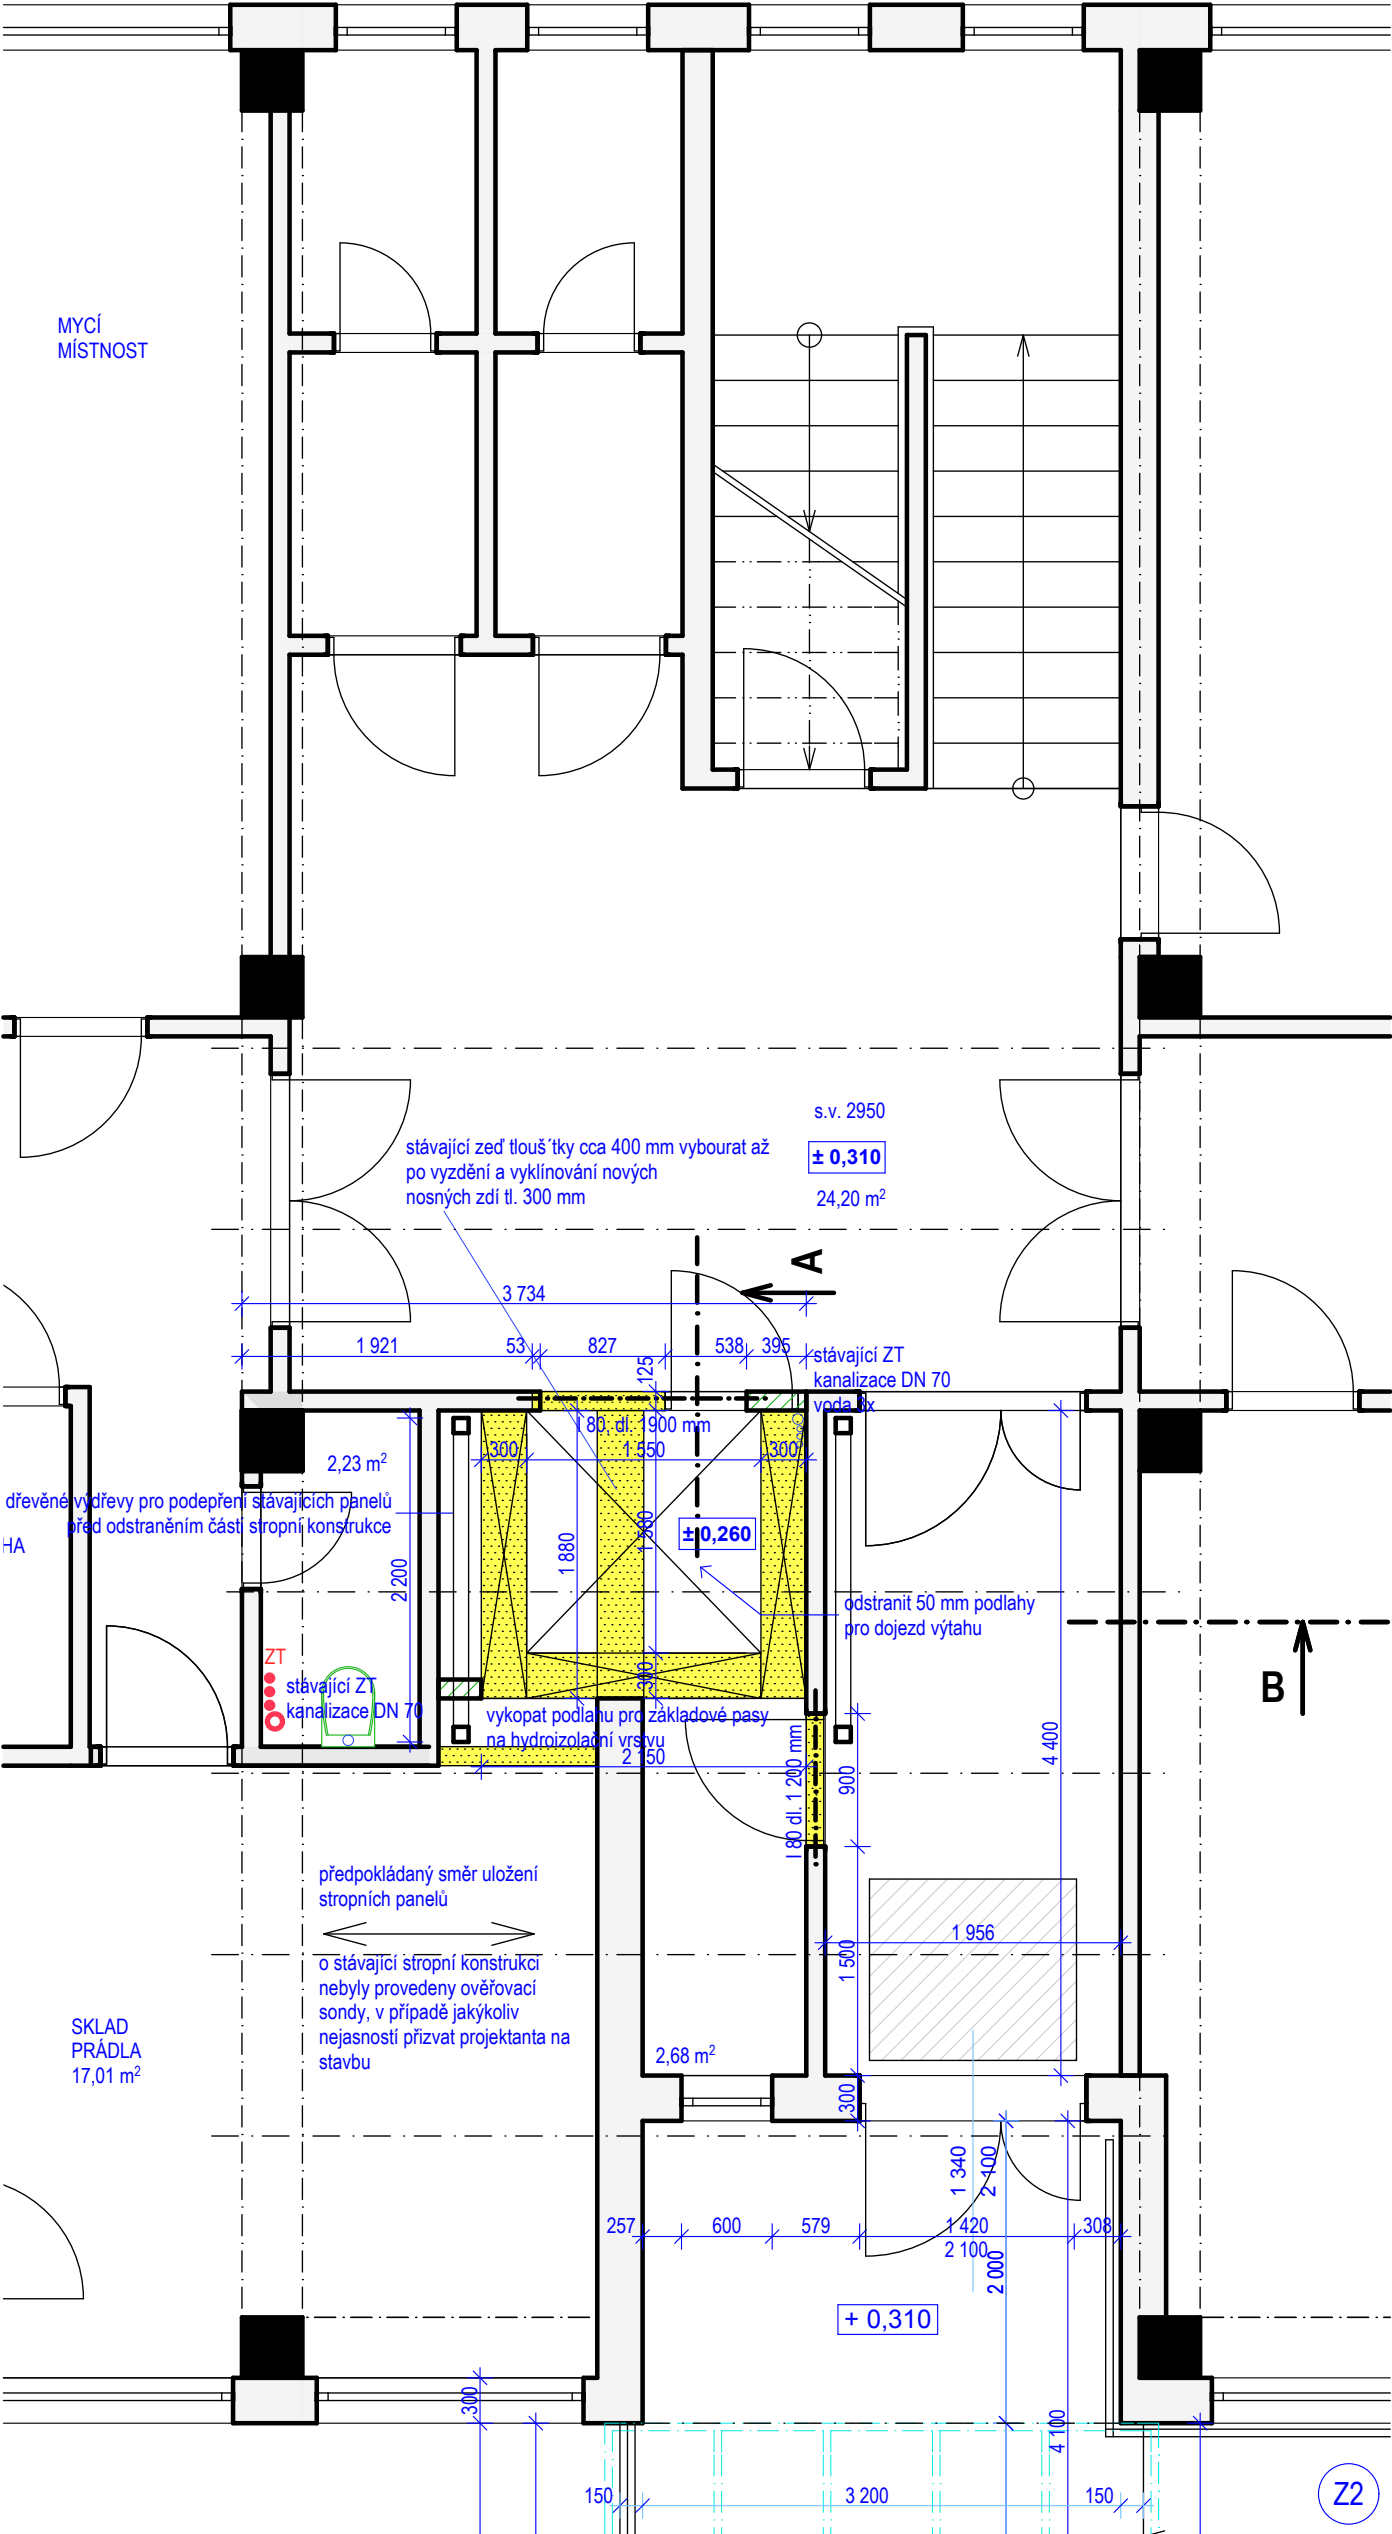 MYCÍ
MÍSTNOST
s.v. 2950
± 0,310
24,20 m²
stávající zeď tlouš´tky cca 400 mm vybourat až
po vyzdění a vyklínování nových
nosných zdí tl. 300 mm
A
3 734
1 921
53
827
538
395
125
stávající ZT
kanalizace DN 70
voda 3x
I 80, dl. 1900 mm
300
1 550
300
2,23 m²
dřevěné výdřevy pro podepření stávajících panelů
před odstraněním části stropní konstrukce
HA
± 0,260
1 880
1 580
2 200
odstranit 50 mm podlahy
pro dojezd výtahu
B
ZT
stávající ZT
kanalizace DN 70
300
vykopat podlahu pro základové pasy
na hydroizolační vrstvu
2 150
I 80 dl. 1 200 mm
900
4 400
předpokládaný směr uložení
stropních panelů
o stávající stropní konstrukci
nebyly provedeny ověřovací
sondy, v případě jakýkoliv
nejasností přizvat projektanta na
stavbu
1 956
1 500
SKLAD
PRÁDLA
17,01 m²
2,68 m²
300
1 340
2 100
257
600
579
1 420
308
2 100
2 000
+ 0,310
300
4 100
150
3 200
150
Z2